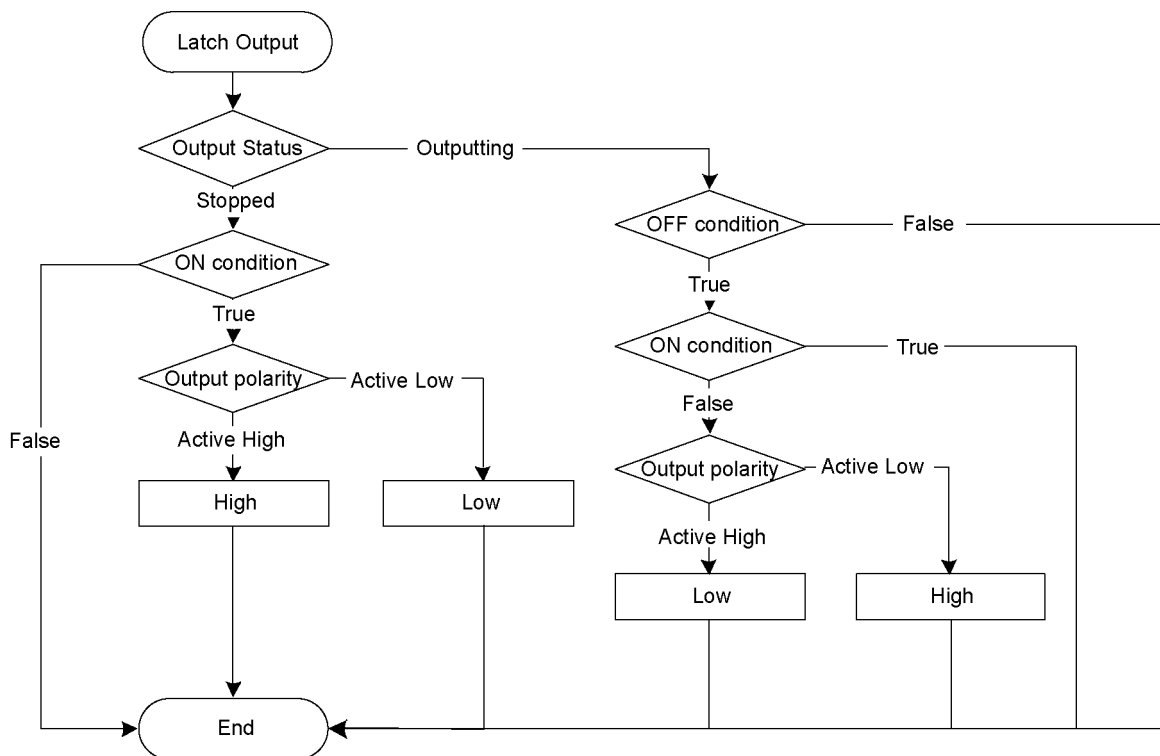 Latch Output
Output Status
Outputting
Stopped
OFF condition
False
ON condition
True
True
ON condition
True
Output polarity
Active Low
False
False
Active High
Output polarity
Active Low
High
Low
Active High
Low
High
End